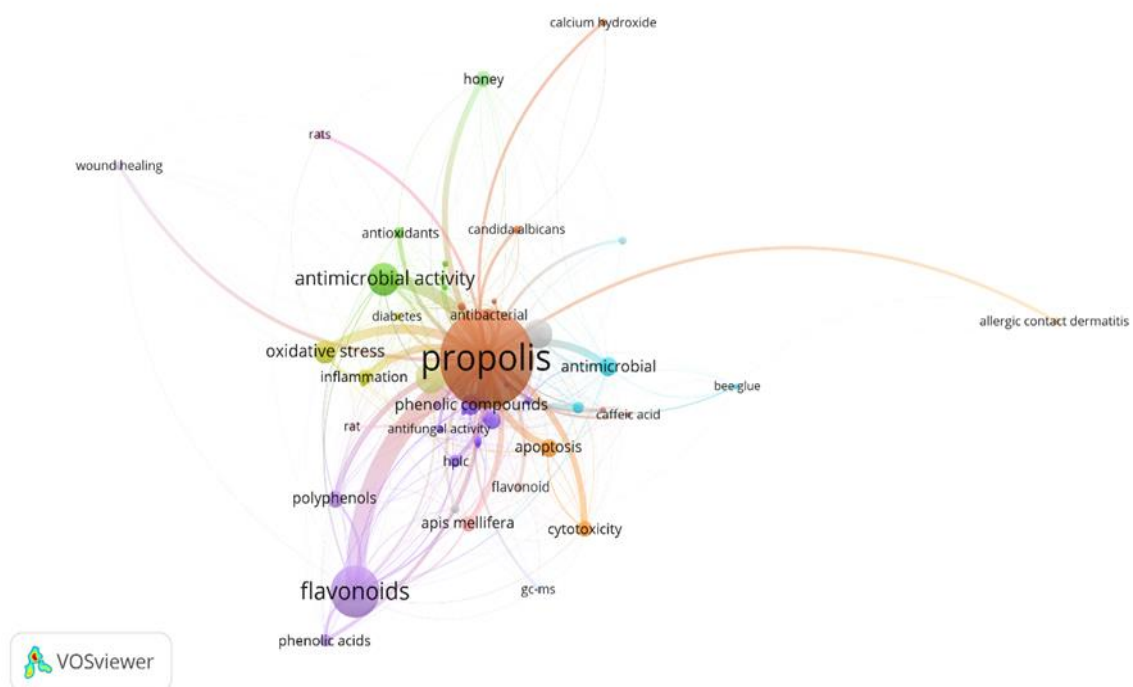 calcium hydroxide
honey
rats
wound healing
antioxidants
candida albicans
antimicrobial activity
antibacterial
diabetes
allergic contact dermatitis
oxidative stress
propolis
antimicrobial
inflammation
bee glue
phenolic compounds
caffeic acid
rat
antifungal activity
apoptosis
hplc
flavonoid
polyphenols
apis mellifera
cytotoxicity
flavonoids
gc-ms
phenolic acids
VOSviewer